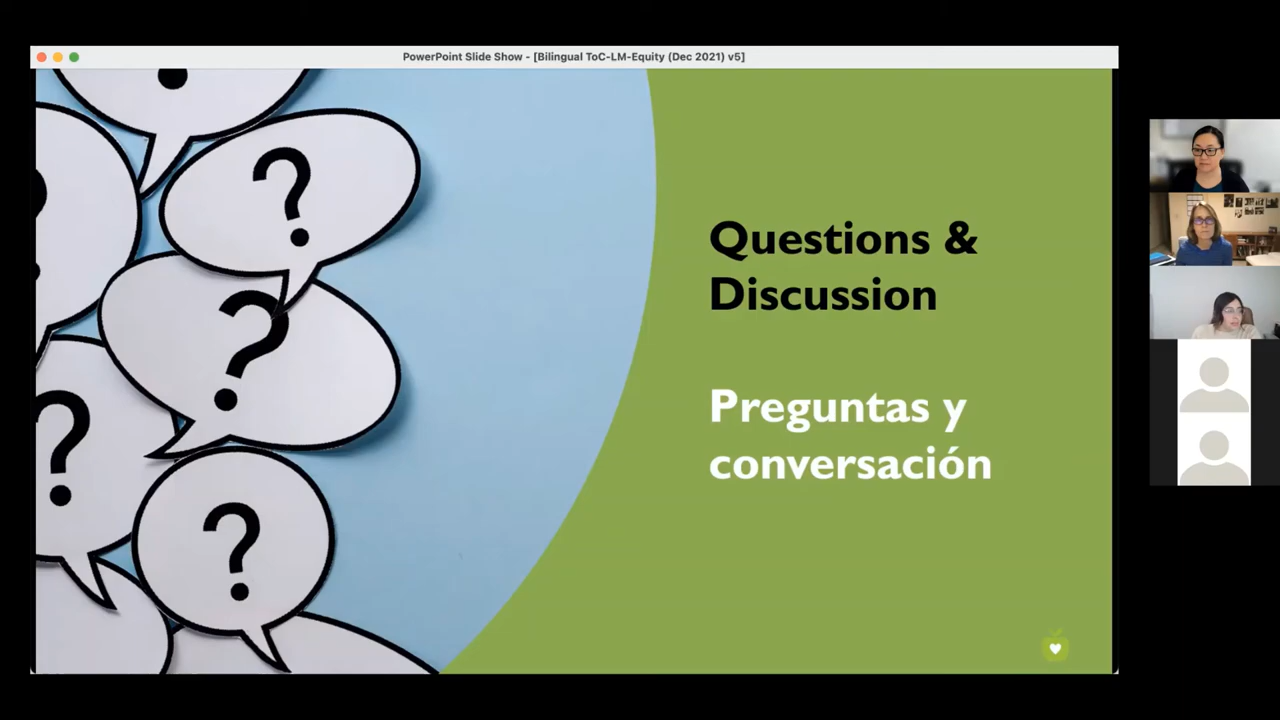 PowerPoint Slide Show - [Bilingual ToC-LM-Equity (Dec 2021) v5]
?
?
?
?
Questions &
Discussion
Preguntas y
conversación